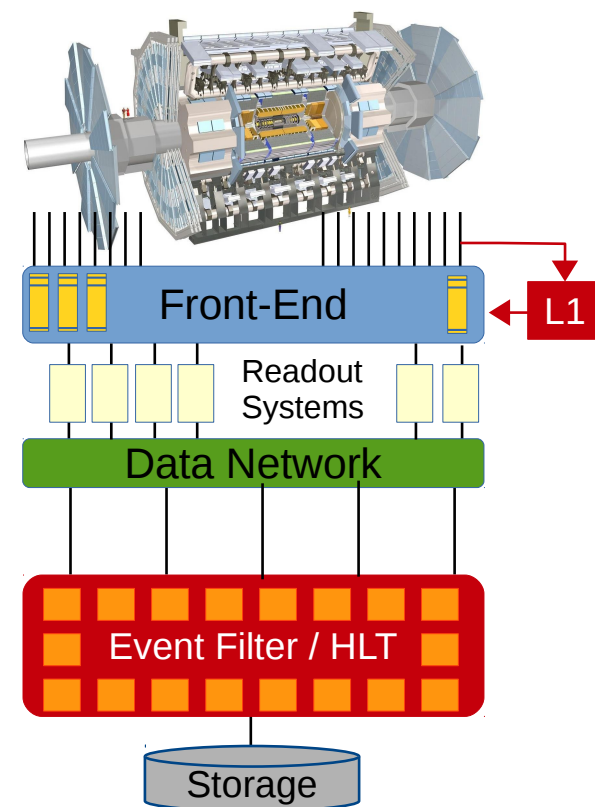 Front-End
L1
Readout
Systems
Data Network
Event Filter / HLT
Storage